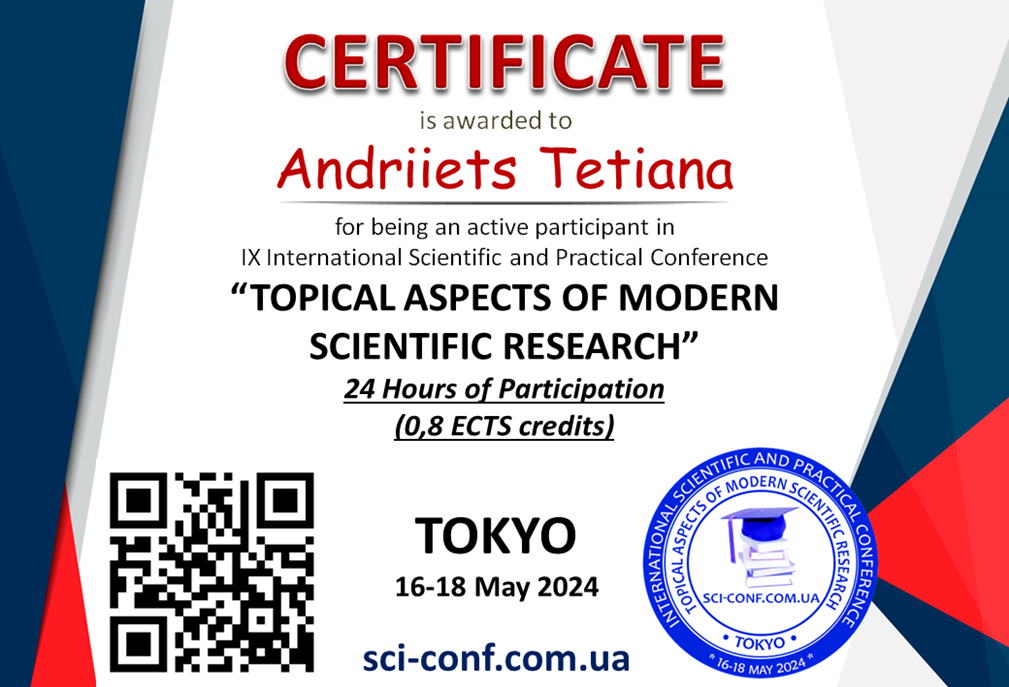 CERTIFICATE
is awarded to
Andriiets Tetiana
for being an active participant in
IX International Scientific and Practical Conference
“TOPICAL ASPECTS OF MODERN
SCIENTIFIC RESEARCH”
24 Hours of Participation
(0,8 ECTS credits)
TOKYO
16-18 May 2024
sci-conf.com.ua
INTERNATIONAL SCIENTIFIC AND PRACTICAL CONFERENCE
TOPICAL ASPECTS OF MODERN SCIENTIFIC RESEARCH
SCI-CONF.COM.UA
• TOKYO •
* 16-18 MAY 2024 *